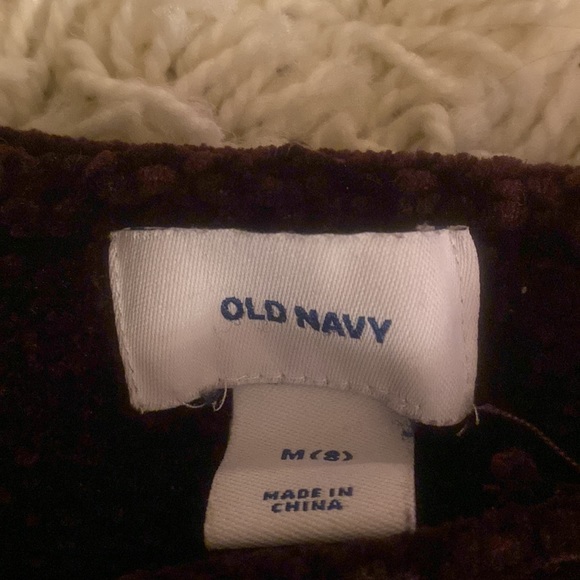 OLD NAVY
M (8)
MADE IN
CHINA